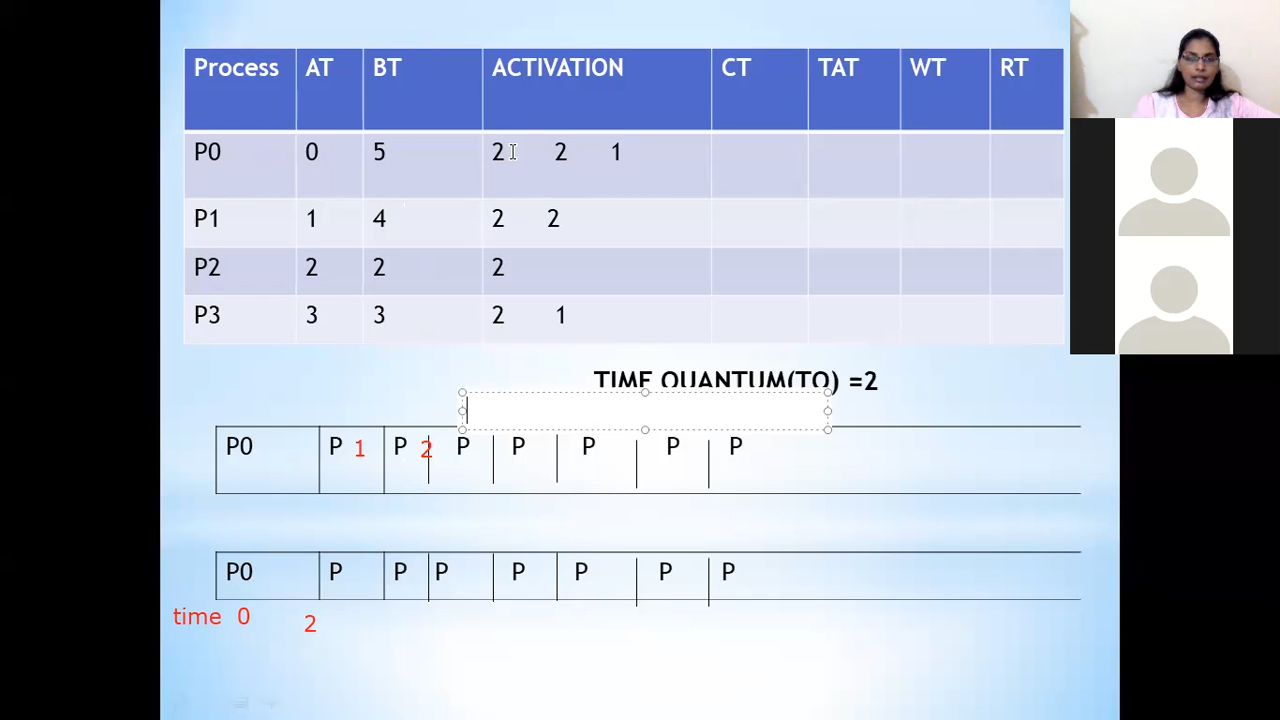 Process AT BT ACTIVATION CT TAT WT RT
P0 0 5 2 2 1
P1 1 4 2 2
P2 2 2 2
P3 3 3 2 1
TIME QUANTUM(TQ) =2
P0 P 1 P 2 P P P P P
P0 P P P P P P P
time 0 2